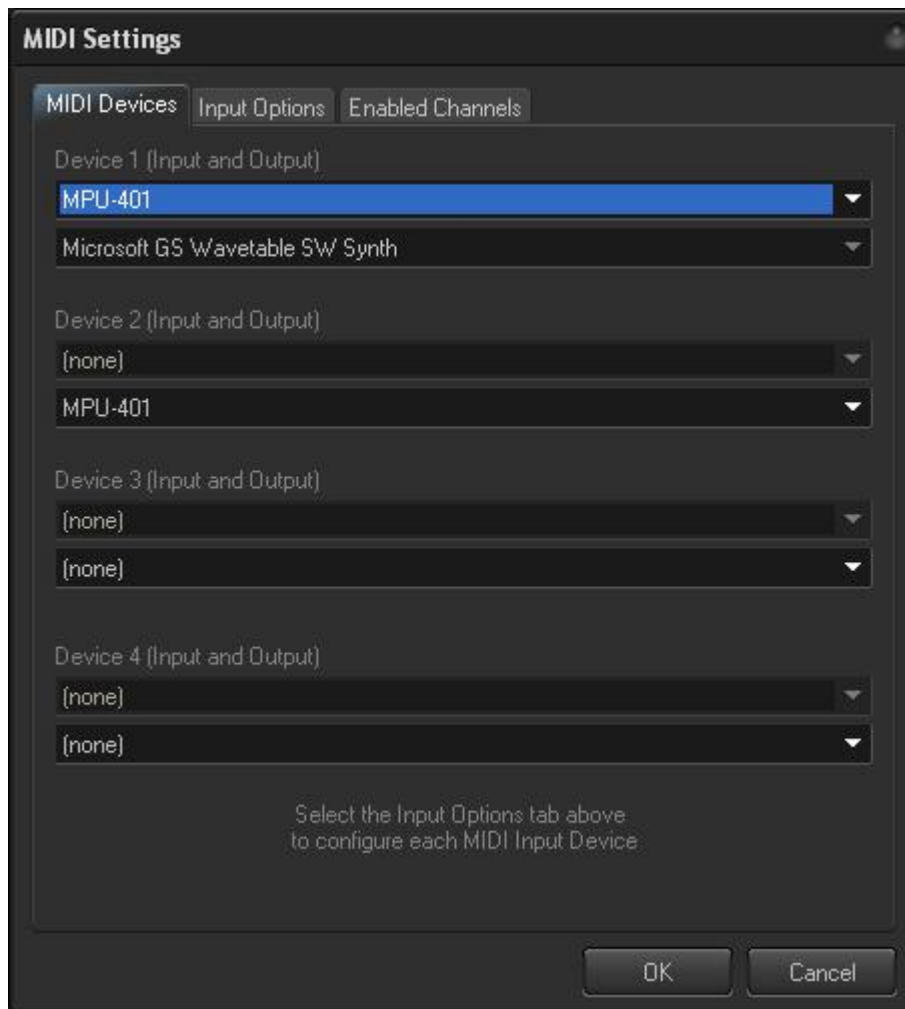 MIDI Settings
MIDI Devices Input Options Enabled Channels
Device 1 (Input and Output)
MPU-401
Microsoft GS Wavetable SW Synth
Device 2 (Input and Output)
(none)
MPU-401
Device 3 (Input and Output)
(none)
(none)
Device 4 (Input and Output)
(none)
(none)
Select the Input Options tab above
to configure each MIDI Input Device
OK Cancel